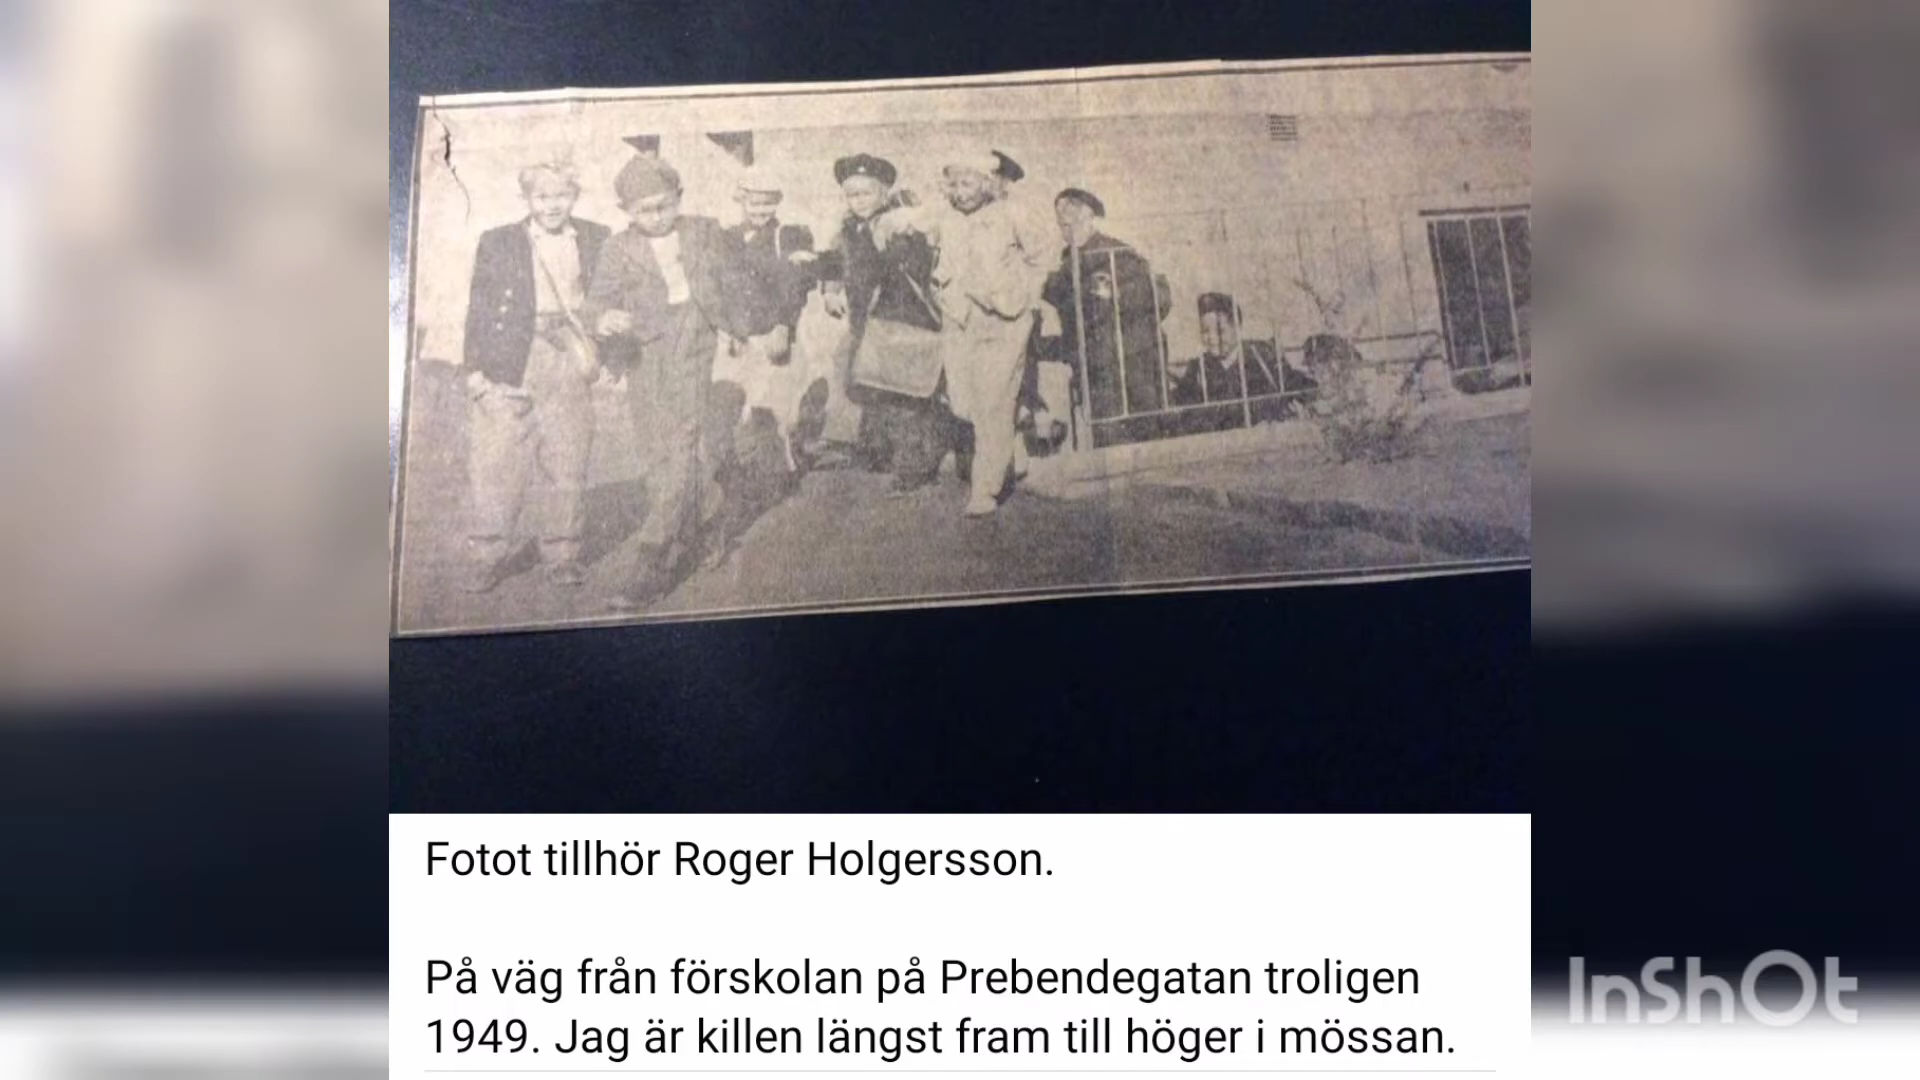 Fotot tillhör Roger Holgersson.
På väg från förskolan på Prebendegatan troligen
1949. Jag är killen längst fram till höger i mössan.
InShOt